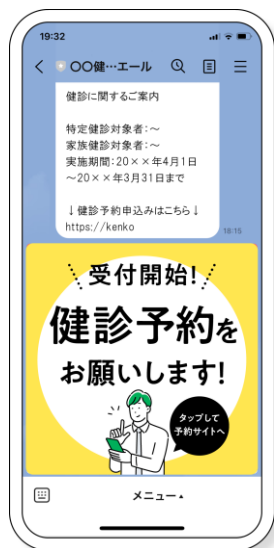 19:32
〇〇健…エール
健診に関するご案内
特定健診対象者:～
家族健診対象者:～
実施期間:20××年4月1日
～20××年3月31日まで
↓健診予約申込みはこちら↓
https://kenko
18:15
受付開始!
健診予約を
お願いします!
タップして
予約サイトへ
メニュー▴